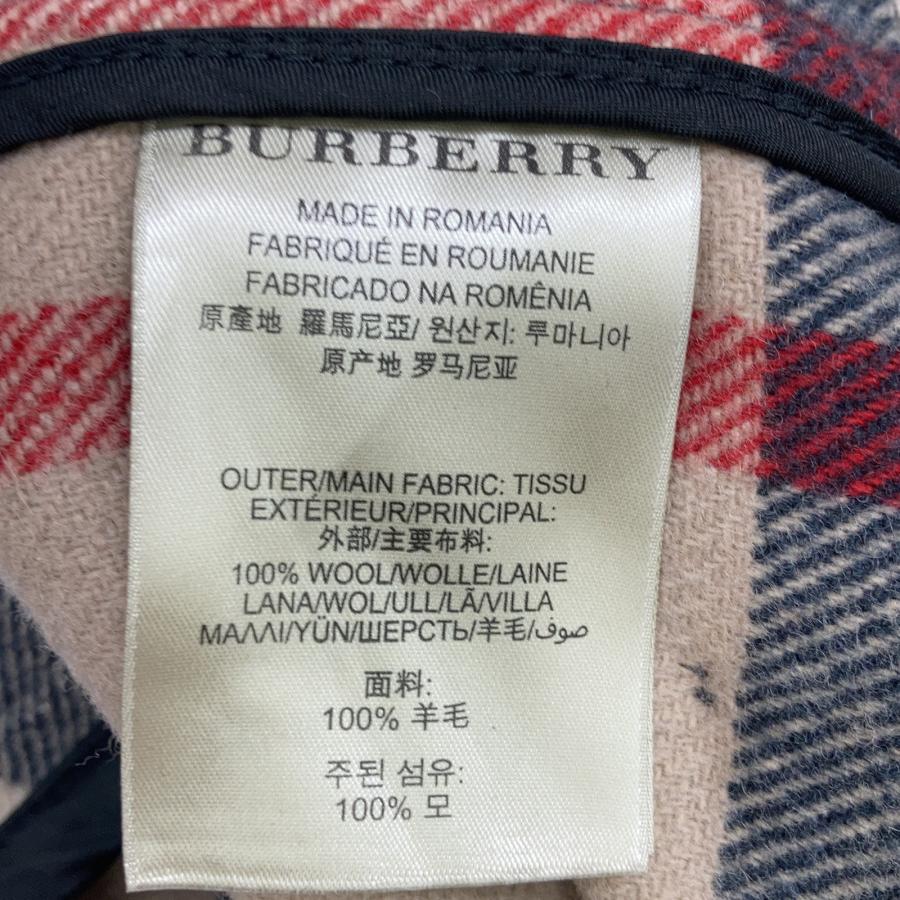 BURBERRY
MADE IN ROMANIA
FABRIQUÉ EN ROUMANIE
FABRICADO NA ROMÊNIA
原產地 羅馬尼亞/ 원산지: 루마니아
原产地 罗马尼亚
OUTER/MAIN FABRIC: TISSU
EXTÉRIEUR/PRINCIPAL:
外部/主要布料:
100% WOOL/WOLLE/LAINE
LANA/WOL/ULL/LÃ/VILLA
ΜΑΛΛΙ/YÜN/ШЕРСТЬ/羊毛/صوف
面料:
100% 羊毛
주된 섬유:
100% 모